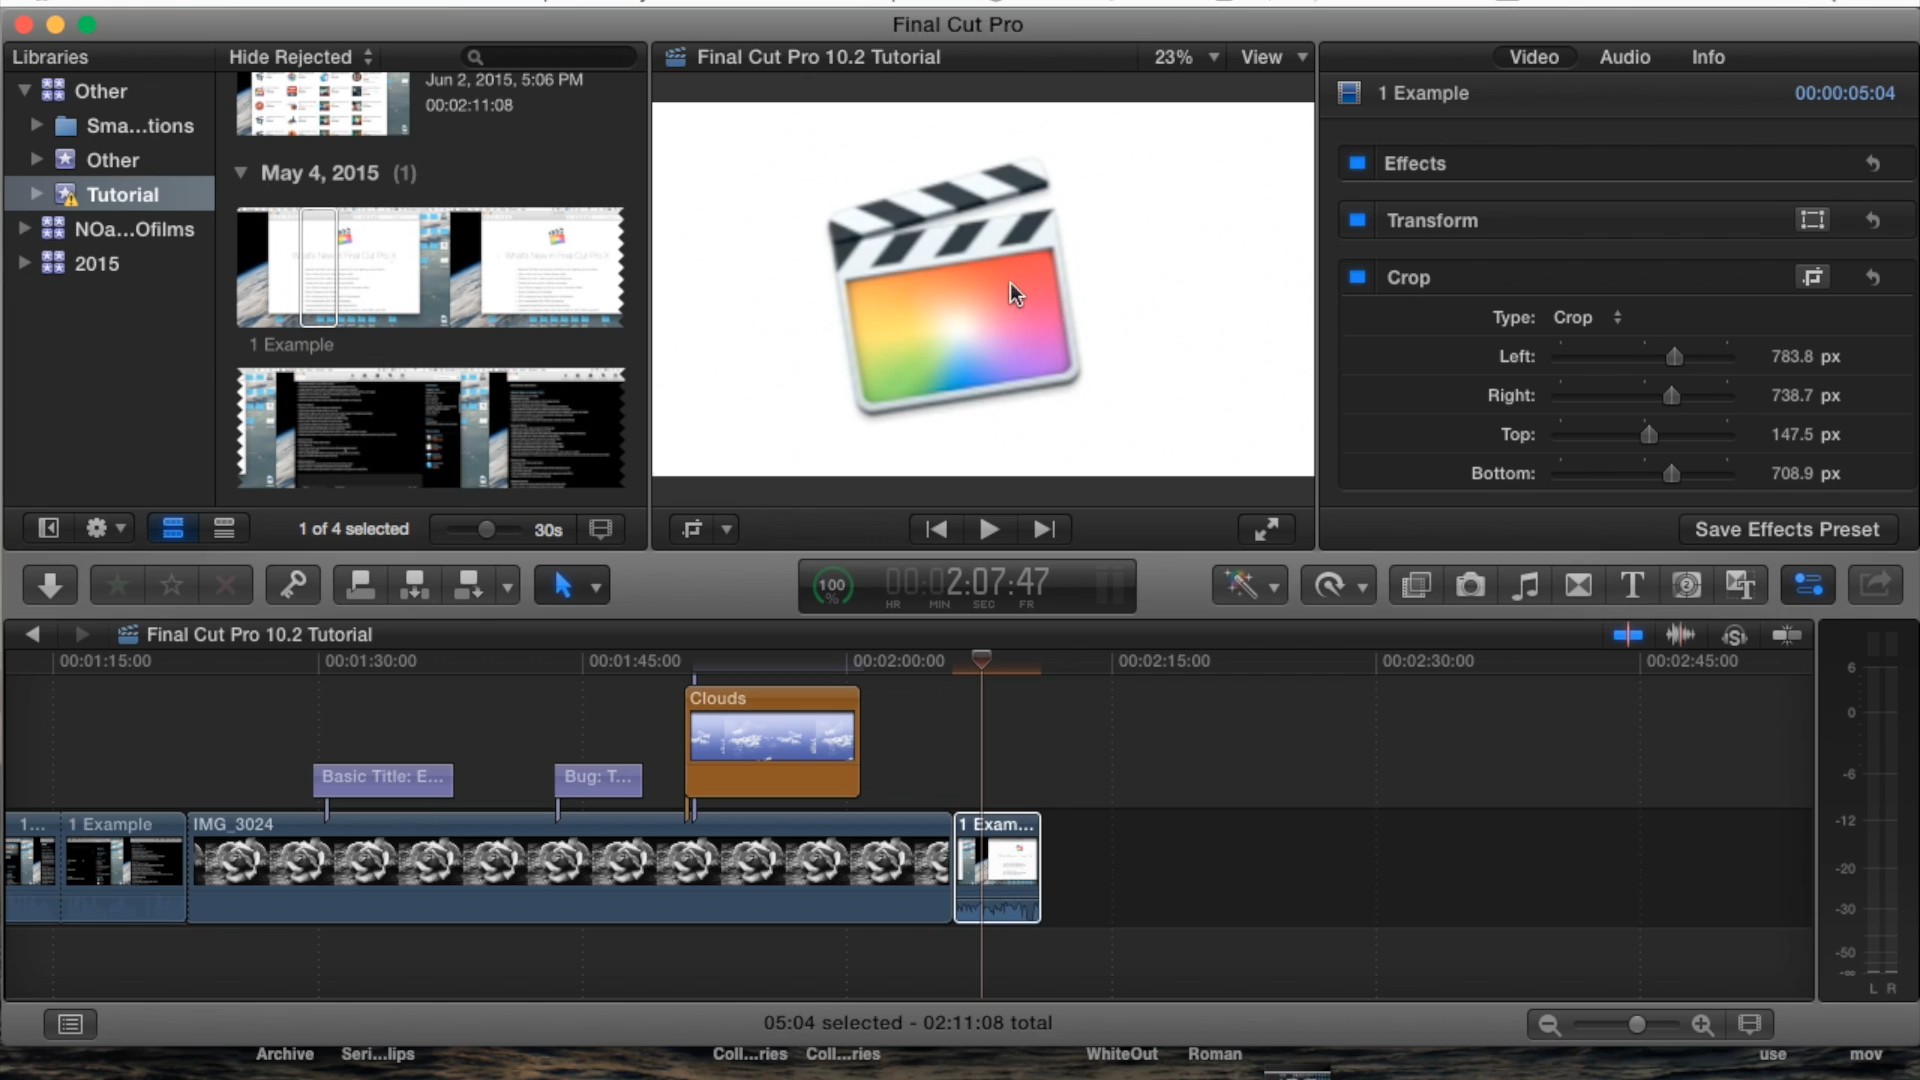 Final Cut Pro
Libraries
Hide Rejected
Final Cut Pro 10.2 Tutorial
23%
View
Video
Audio
Info
Other
Sma...tions
Other
Tutorial
NOa...Ofilms
2015
Jun 2, 2015, 5:06 PM
00:02:11:08
May 4, 2015 (1)
1 Example
1 Example
00:00:05:04
Effects
Transform
Crop
Type: Crop
Left: 783.8 px
Right: 738.7 px
Top: 147.5 px
Bottom: 708.9 px
1 of 4 selected
30s
Save Effects Preset
100
%
00:02:07:47
HR MIN SEC FR
Final Cut Pro 10.2 Tutorial
00:01:15:00
00:01:30:00
00:01:45:00
00:02:00:00
00:02:15:00
00:02:30:00
00:02:45:00
Clouds
Basic Title: E...
Bug: T...
1...
1 Example
IMG_3024
1 Exam...
6
0
-6
-12
-20
-30
-50
-∞
L R
05:04 selected - 02:11:08 total
Archive
Seri...lips
Coll...ries
Coll...ries
WhiteOut
Roman
use
mov